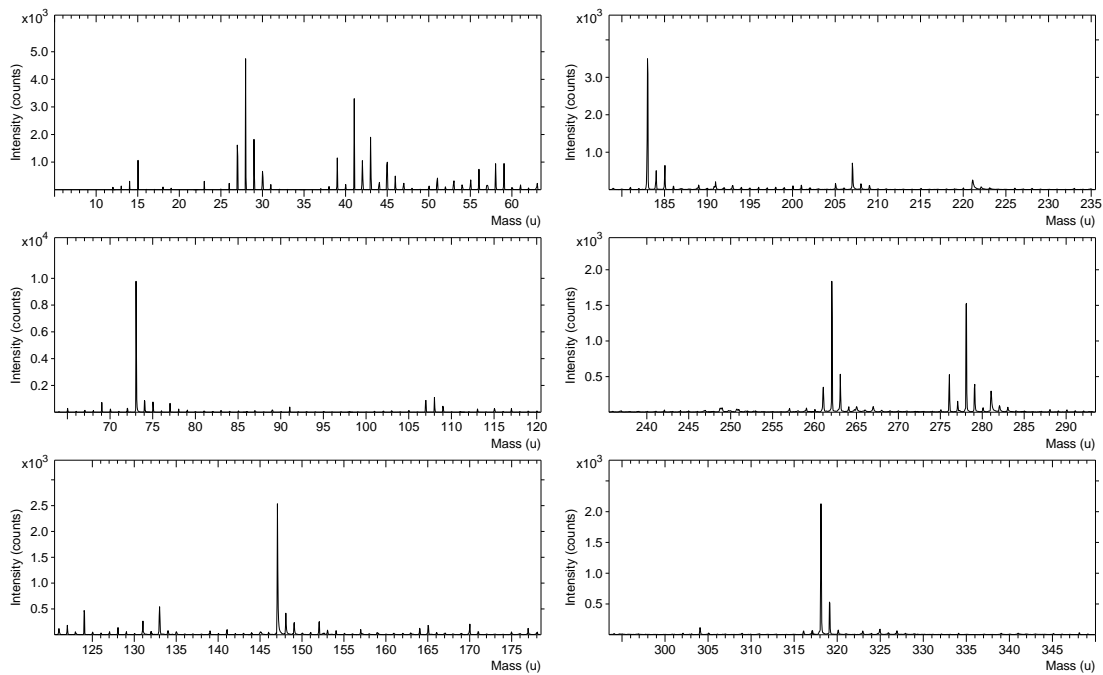 x10³
Intensity (counts)
5.0
4.0
3.0
2.0
1.0
10 15 20 25 30 35 40 45 50 55 60
Mass (u)
x10³
Intensity (counts)
3.0
2.0
1.0
185 190 195 200 205 210 215 220 225 230 235
Mass (u)
x10⁴
Intensity (counts)
1.0
0.8
0.6
0.4
0.2
70 75 80 85 90 95 100 105 110 115 120
Mass (u)
x10³
Intensity (counts)
2.0
1.5
1.0
0.5
240 245 250 255 260 265 270 275 280 285 290
Mass (u)
x10³
Intensity (counts)
2.5
2.0
1.5
1.0
0.5
125 130 135 140 145 150 155 160 165 170 175
Mass (u)
x10³
Intensity (counts)
2.0
1.5
1.0
0.5
300 305 310 315 320 325 330 335 340 345
Mass (u)